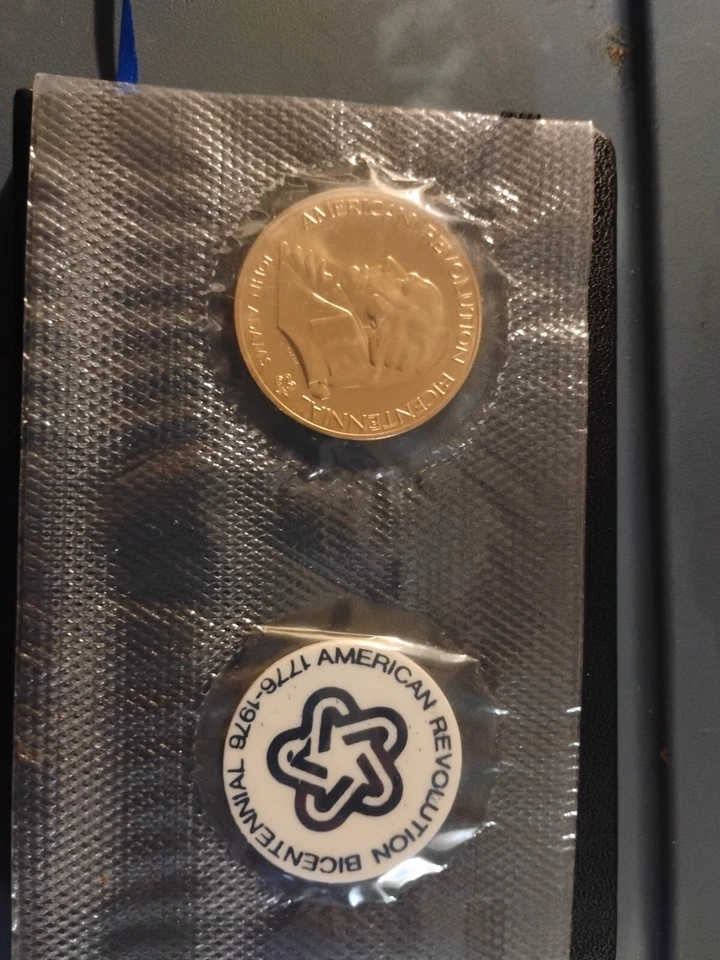 AMERICAN REVOLUTION BICENTENNIAL
JOHN ADAMS
AMERICAN REVOLUTION BICENTENNIAL
1776-1976